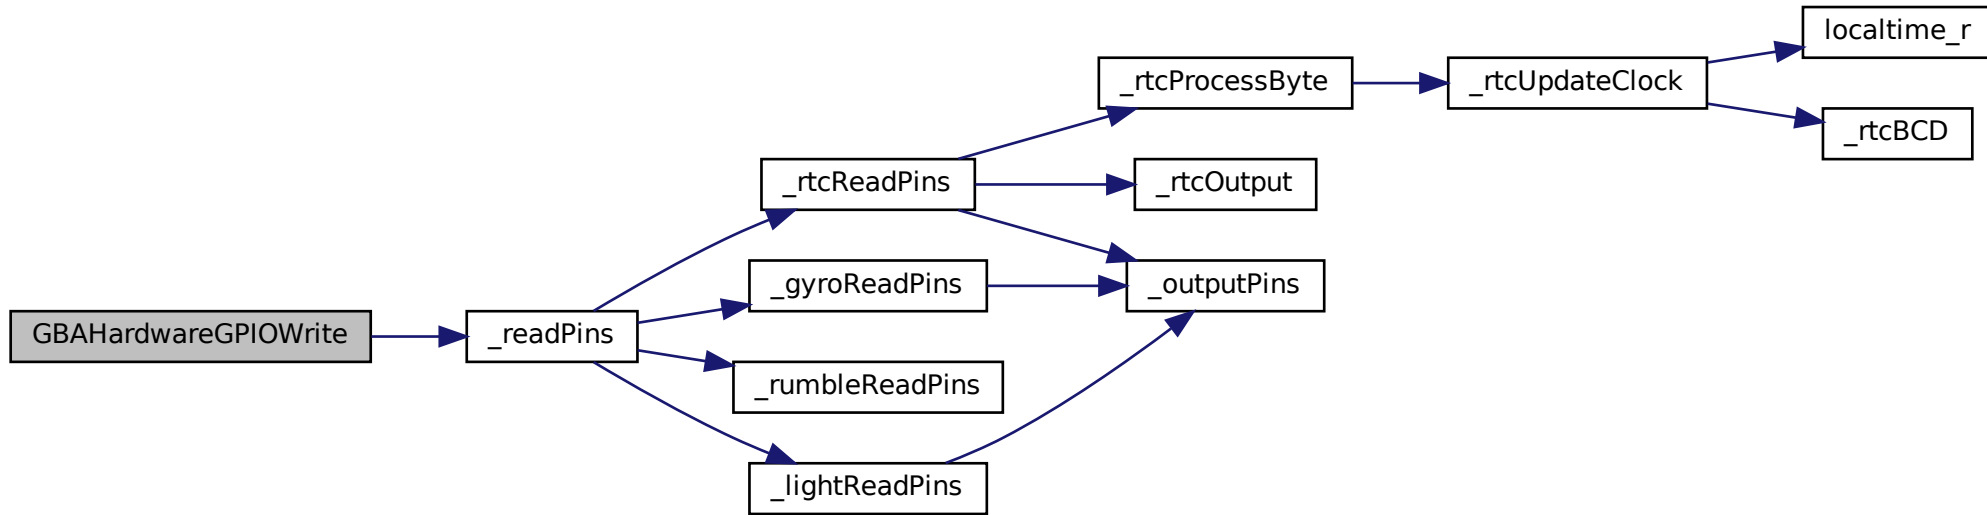 localtime_r
_rtcProcessByte
_rtcUpdateClock
_rtcBCD
_rtcReadPins
_rtcOutput
_gyroReadPins
_outputPins
GBAHardwareGPIOWrite
_readPins
_rumbleReadPins
_lightReadPins